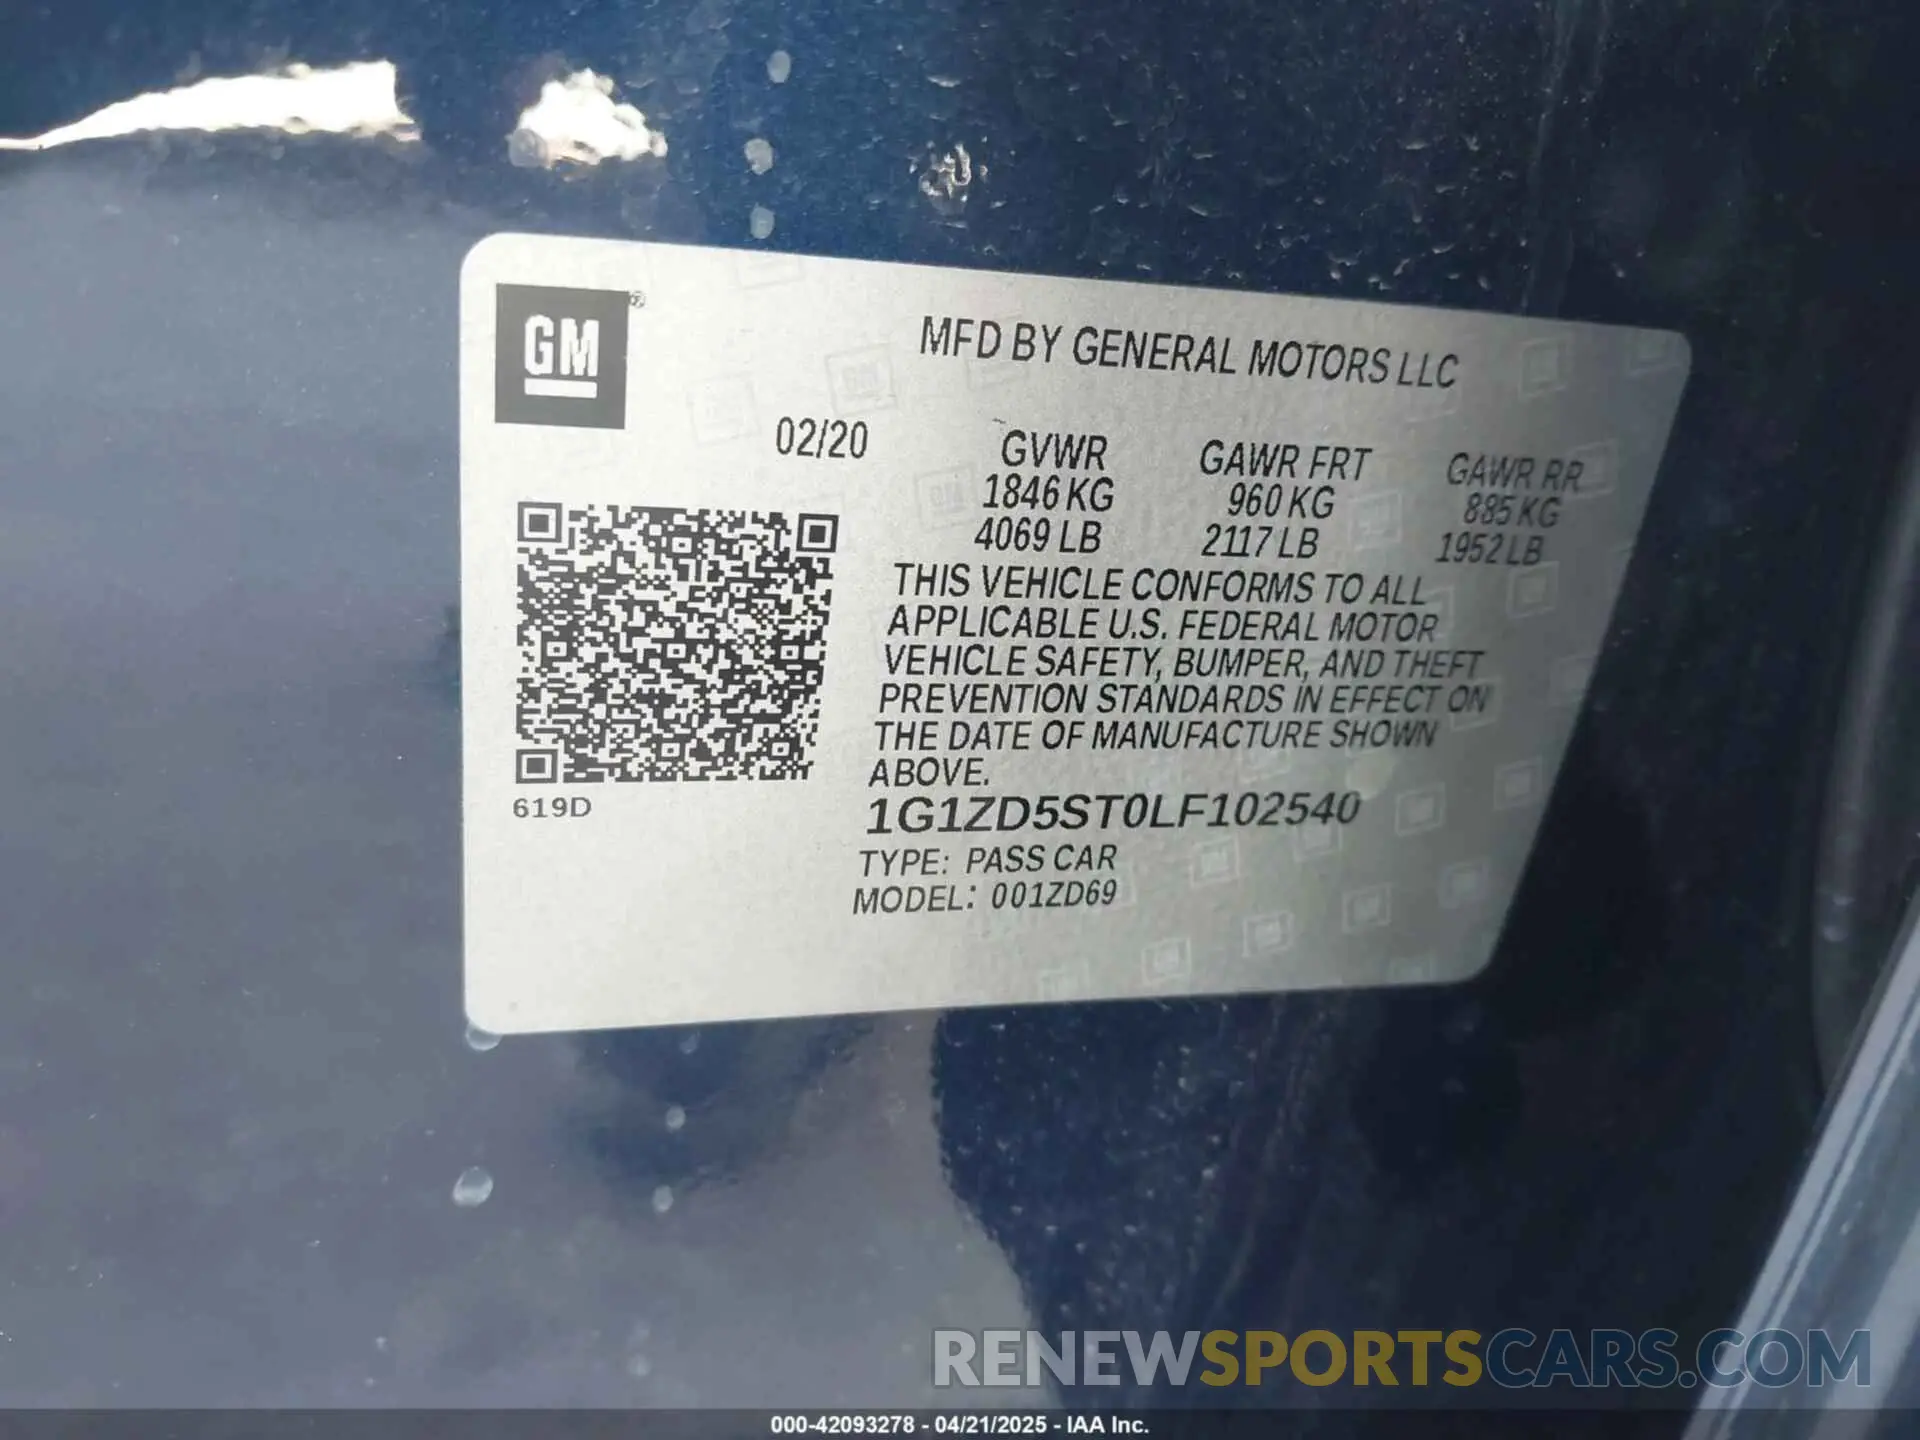 GM
®
MFD BY GENERAL MOTORS LLC
02/20 GVWR GAWR FRT GAWR RR
1846 KG 960 KG 885 KG
4069 LB 2117 LB 1952 LB
THIS VEHICLE CONFORMS TO ALL
APPLICABLE U.S. FEDERAL MOTOR
VEHICLE SAFETY, BUMPER, AND THEFT
PREVENTION STANDARDS IN EFFECT ON
THE DATE OF MANUFACTURE SHOWN
ABOVE.
619D
1G1ZD5ST0LF102540
TYPE: PASS CAR
MODEL: 001ZD69
RENEWSPORTSCARS.COM
000-42093278 - 04/21/2025 - IAA Inc.